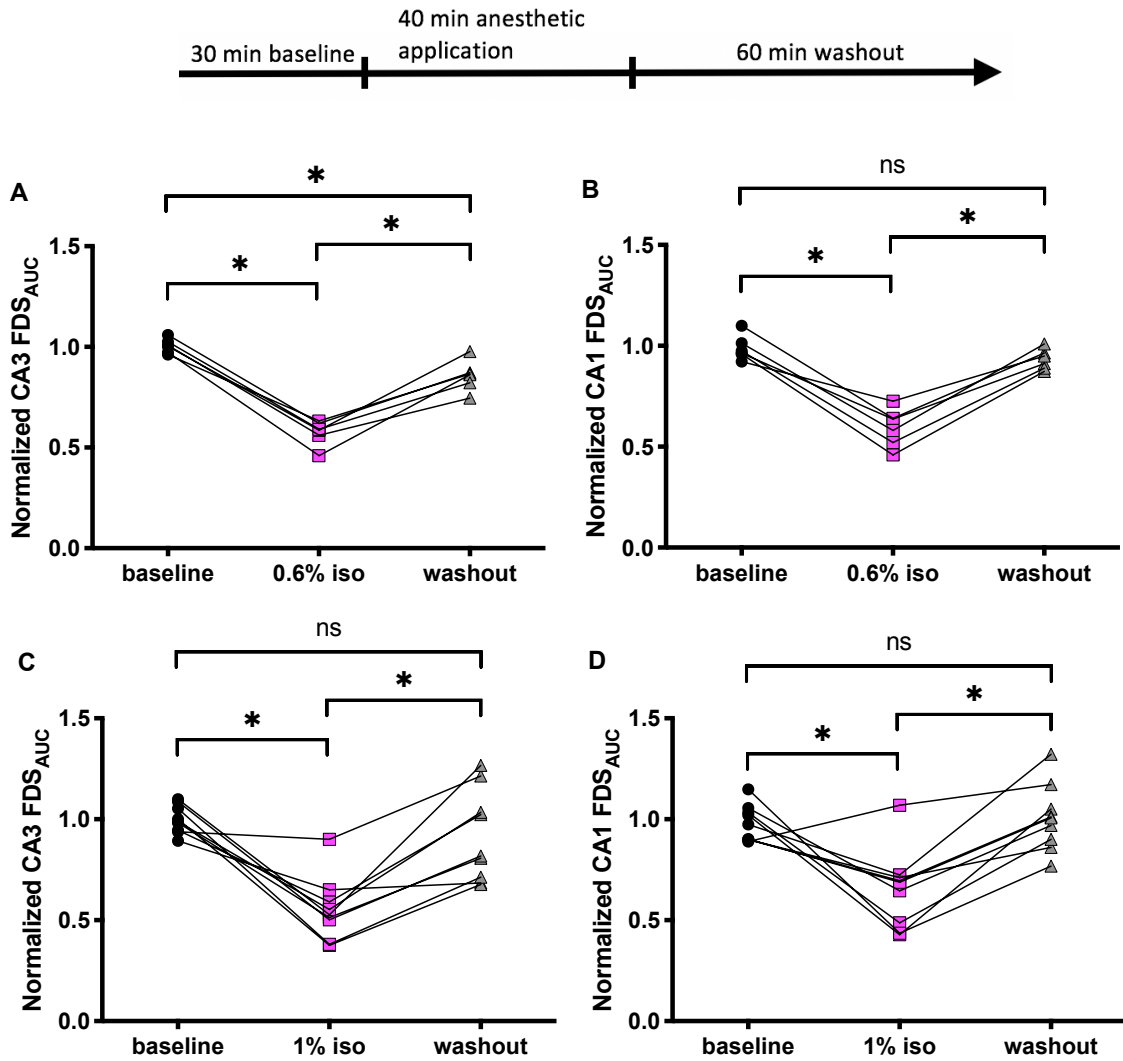 40 min anesthetic
30 min baseline application 60 min washout
A
*
*
*
Normalized CA3 FDSAUC
1.5
1.0
0.5
0.0
baseline 0.6% iso washout
B
ns
*
*
Normalized CA1 FDSAUC
1.5
1.0
0.5
0.0
baseline 0.6% iso washout
C
ns
*
*
Normalized CA3 FDSAUC
1.5
1.0
0.5
0.0
baseline 1% iso washout
D
ns
*
*
Normalized CA1 FDSAUC
1.5
1.0
0.5
0.0
baseline 1% iso washout